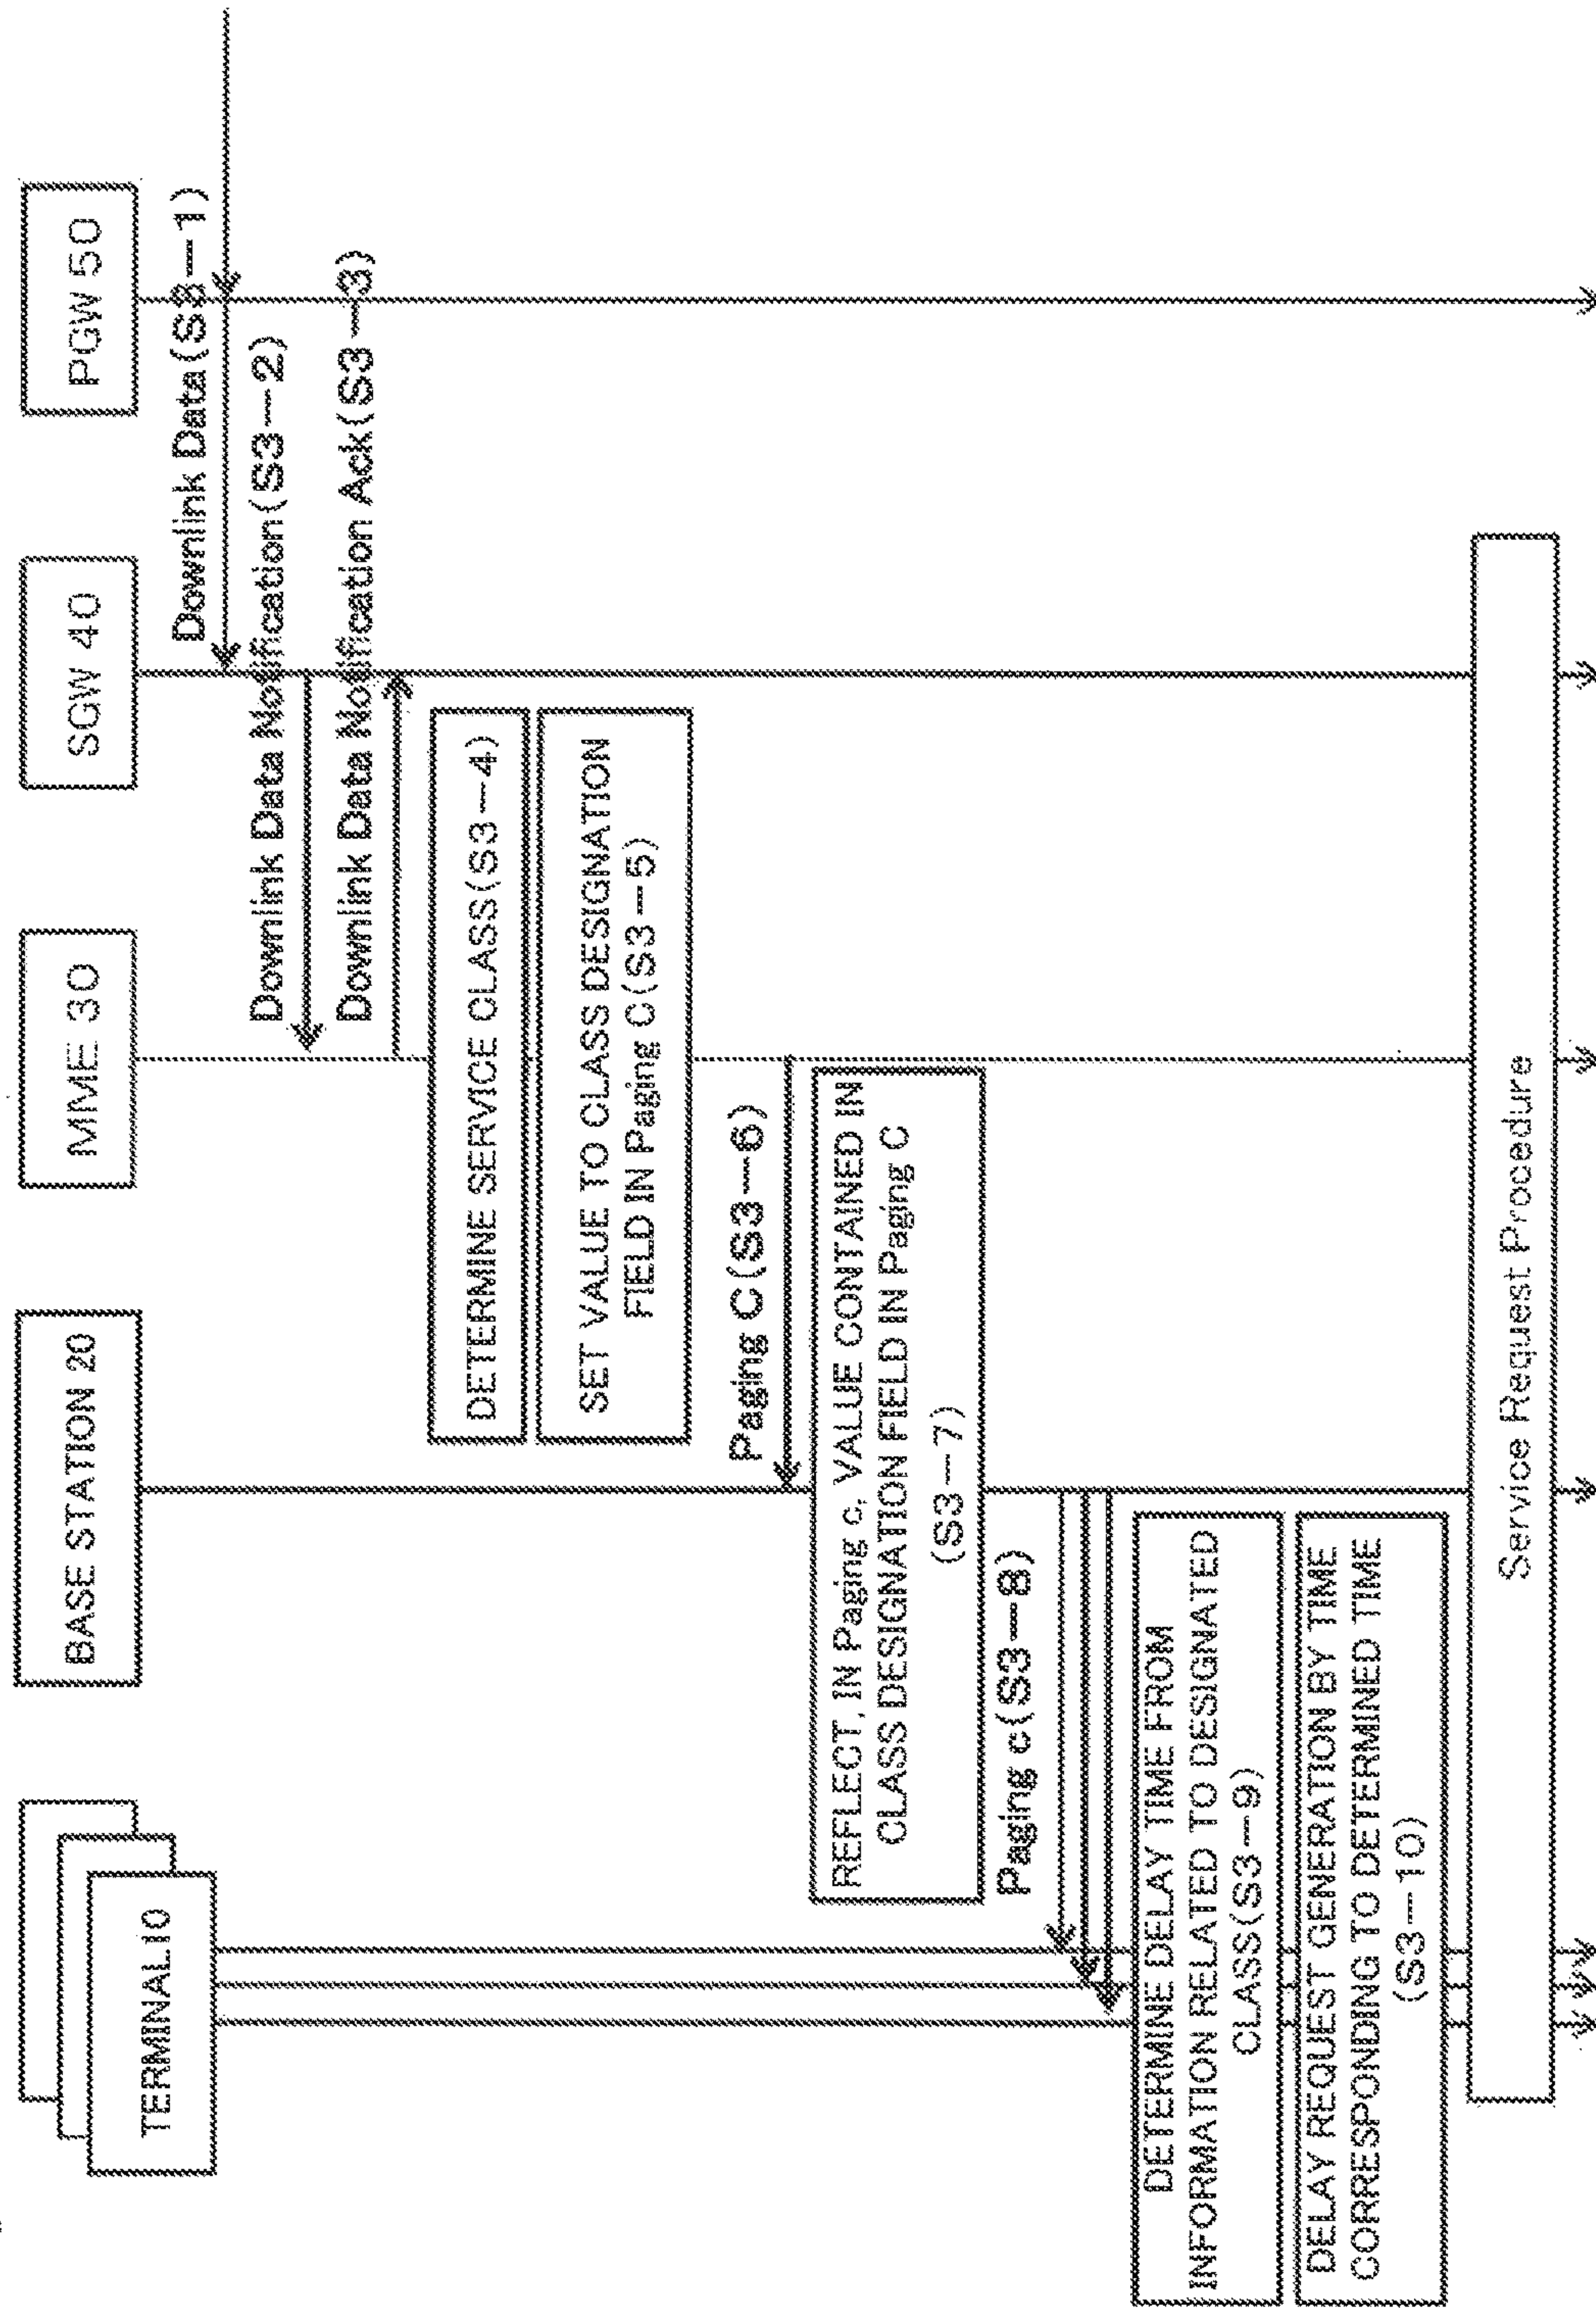 TERMINAL10
BASE STATION 20
MME 30
SGW 40
PGW 50
Downlink Data(S3-1)
Downlink Data Notification(S3-2)
Downlink Data Notification Ack(S3-3)
DETERMINE SERVICE CLASS(S3-4)
SET VALUE TO CLASS DESIGNATION
FIELD IN Paging C(S3-5)
Paging C(S3-6)
REFLECT, IN Paging c, VALUE CONTAINED IN
CLASS DESIGNATION FIELD IN Paging C
(S3-7)
Paging c(S3-8)
DETERMINE DELAY TIME FROM
INFORMATION RELATED TO DESIGNATED
CLASS(S3-9)
DELAY REQUEST GENERATION BY TIME
CORRESPONDING TO DETERMINED TIME
(S3-10)
Service Request Procedure